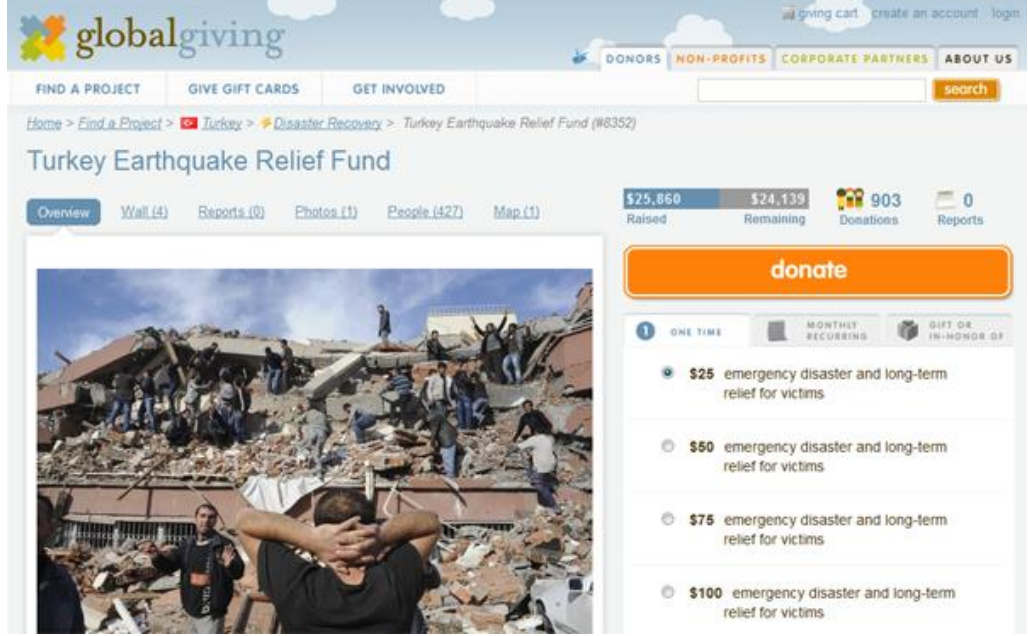 giving cart create an account login
globalgiving
DONORS NON-PROFITS CORPORATE PARTNERS ABOUT US
FIND A PROJECT GIVE GIFT CARDS GET INVOLVED search
Home > Find a Project > Turkey > Disaster Recovery > Turkey Earthquake Relief Fund (#8352)
Turkey Earthquake Relief Fund
Overview Wall (4) Reports (0) Photos (1) People (427) Map (1)
$25,860 $24,139 903 0
Raised Remaining Donations Reports
donate
1 ONE TIME
MONTHLY
RECURRING
GIFT OR
IN-HONOR OF
$25 emergency disaster and long-term
relief for victims
$50 emergency disaster and long-term
relief for victims
$75 emergency disaster and long-term
relief for victims
$100 emergency disaster and long-term
relief for victims